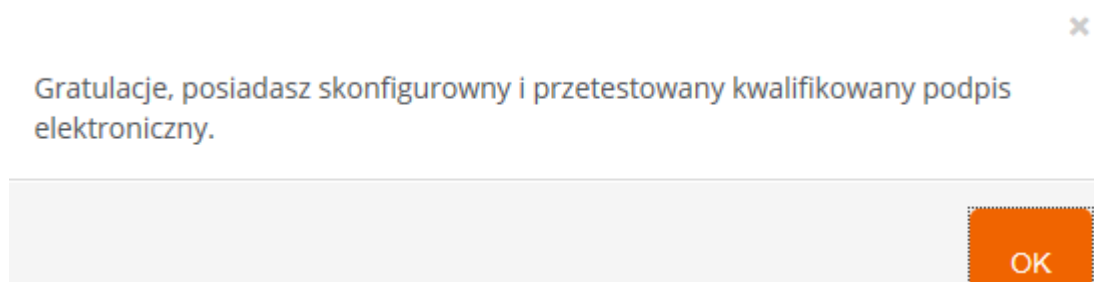 Gratulacje, posiadasz skonfigurowny i przetestowany kwalifikowany podpis
elektroniczny.
OK